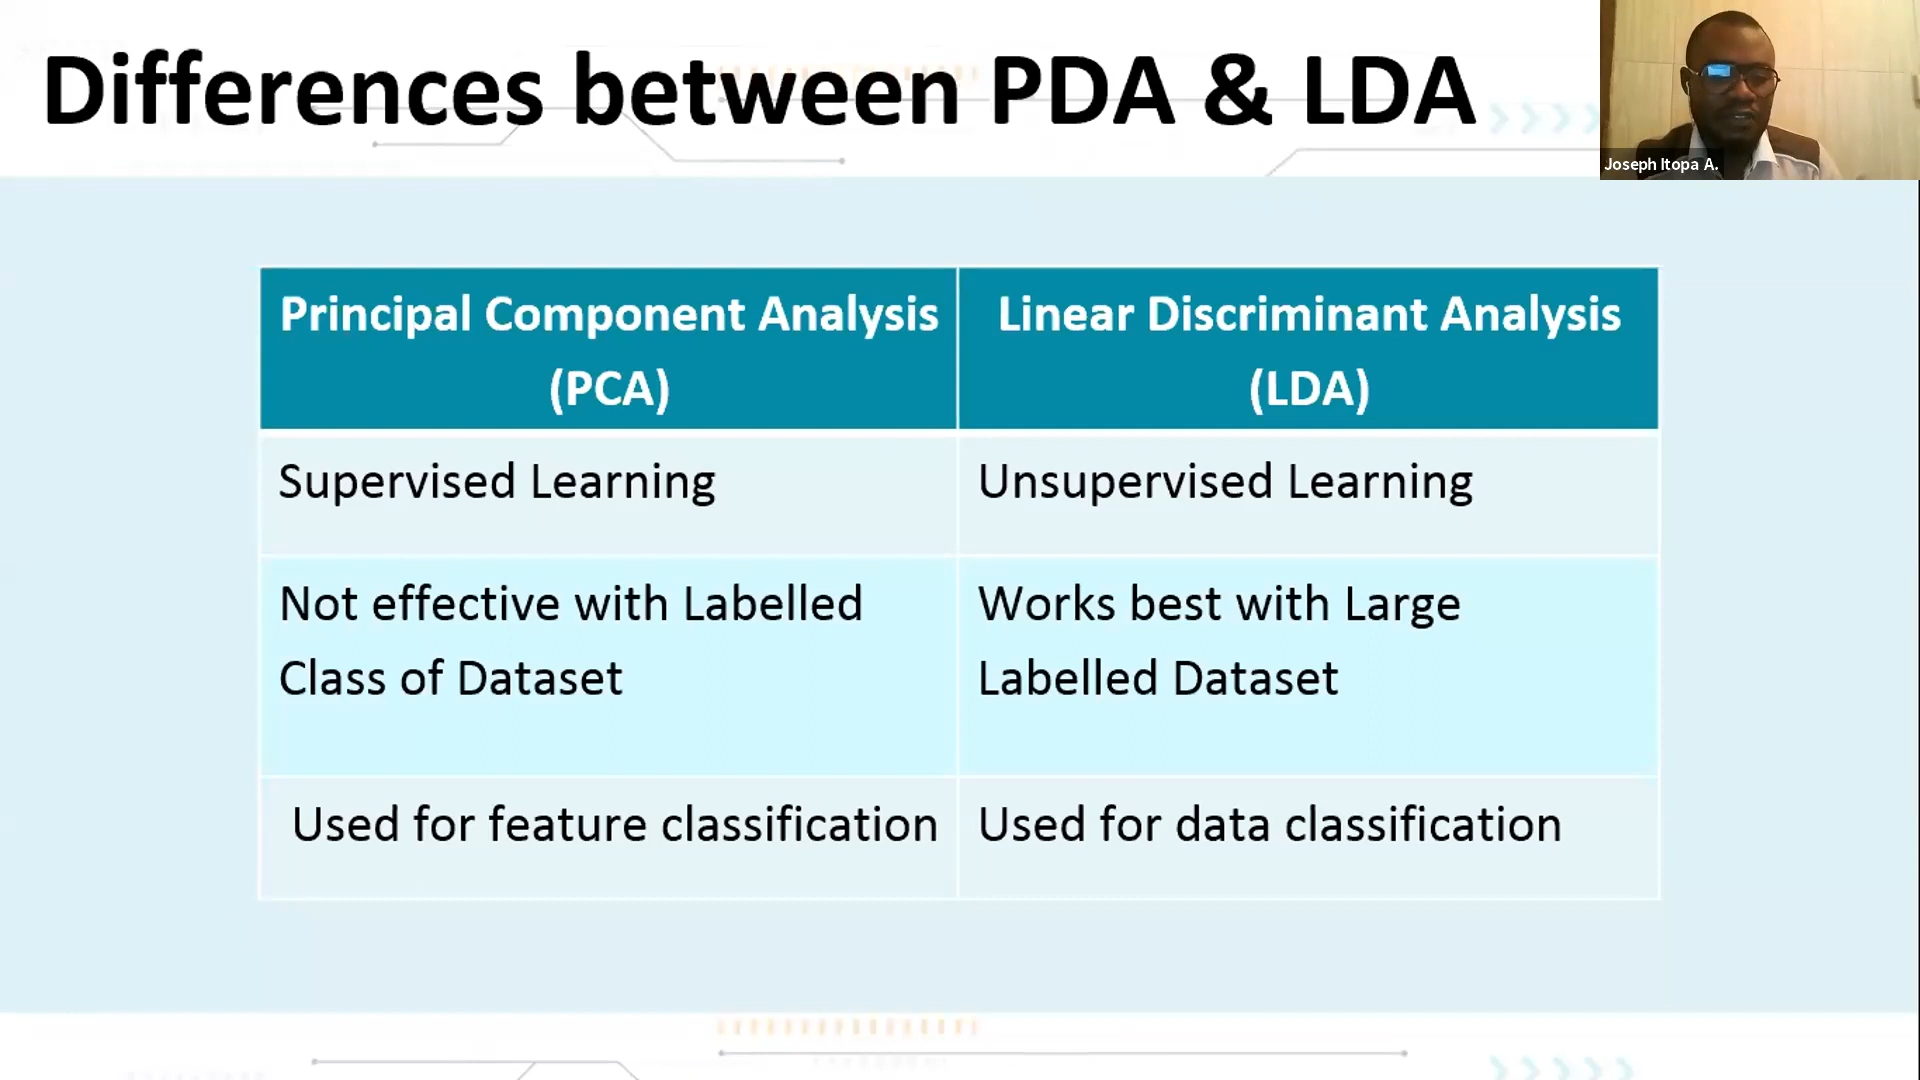 Differences between PDA & LDA
Joseph Itopa A.
Principal Component Analysis
(PCA)
Linear Discriminant Analysis
(LDA)
Supervised Learning
Unsupervised Learning
Not effective with Labelled
Class of Dataset
Works best with Large
Labelled Dataset
Used for feature classification
Used for data classification